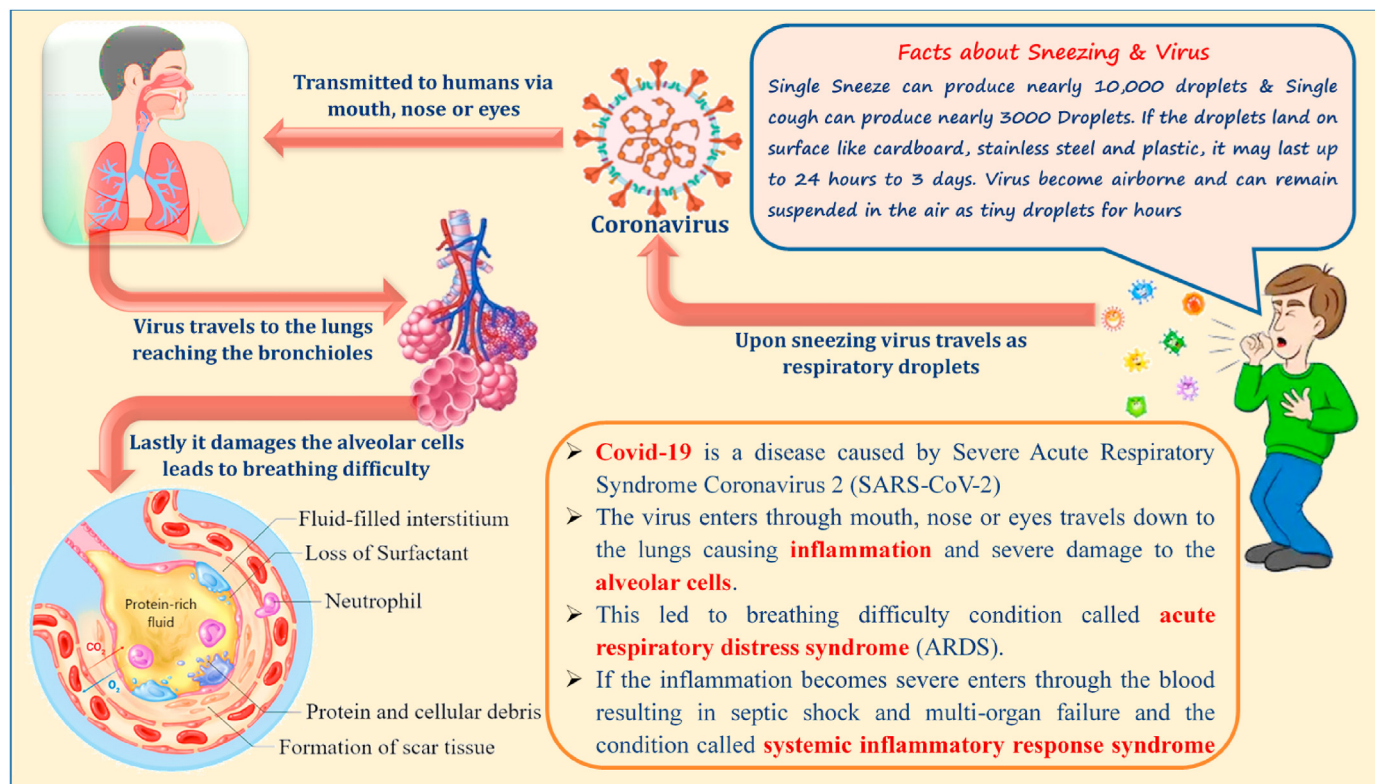 Facts about Sneezing & Virus
Single Sneeze can produce nearly 10,000 droplets & Single
cough can produce nearly 3000 Droplets. If the droplets land on
surface like cardboard, stainless steel and plastic, it may last up
to 24 hours to 3 days. Virus become airborne and can remain
suspended in the air as tiny droplets for hours
Transmitted to humans via
mouth, nose or eyes
Coronavirus
Virus travels to the lungs
reaching the bronchioles
Upon sneezing virus travels as
respiratory droplets
Lastly it damages the alveolar cells
leads to breathing difficulty
Fluid-filled interstitium
Loss of Surfactant
Neutrophil
Protein-rich
fluid
CO2
O2
Protein and cellular debris
Formation of scar tissue
➢ Covid-19 is a disease caused by Severe Acute Respiratory
Syndrome Coronavirus 2 (SARS-CoV-2)
➢ The virus enters through mouth, nose or eyes travels down to
the lungs causing inflammation and severe damage to the
alveolar cells.
➢ This led to breathing difficulty condition called acute
respiratory distress syndrome (ARDS).
➢ If the inflammation becomes severe enters through the blood
resulting in septic shock and multi-organ failure and the
condition called systemic inflammatory response syndrome